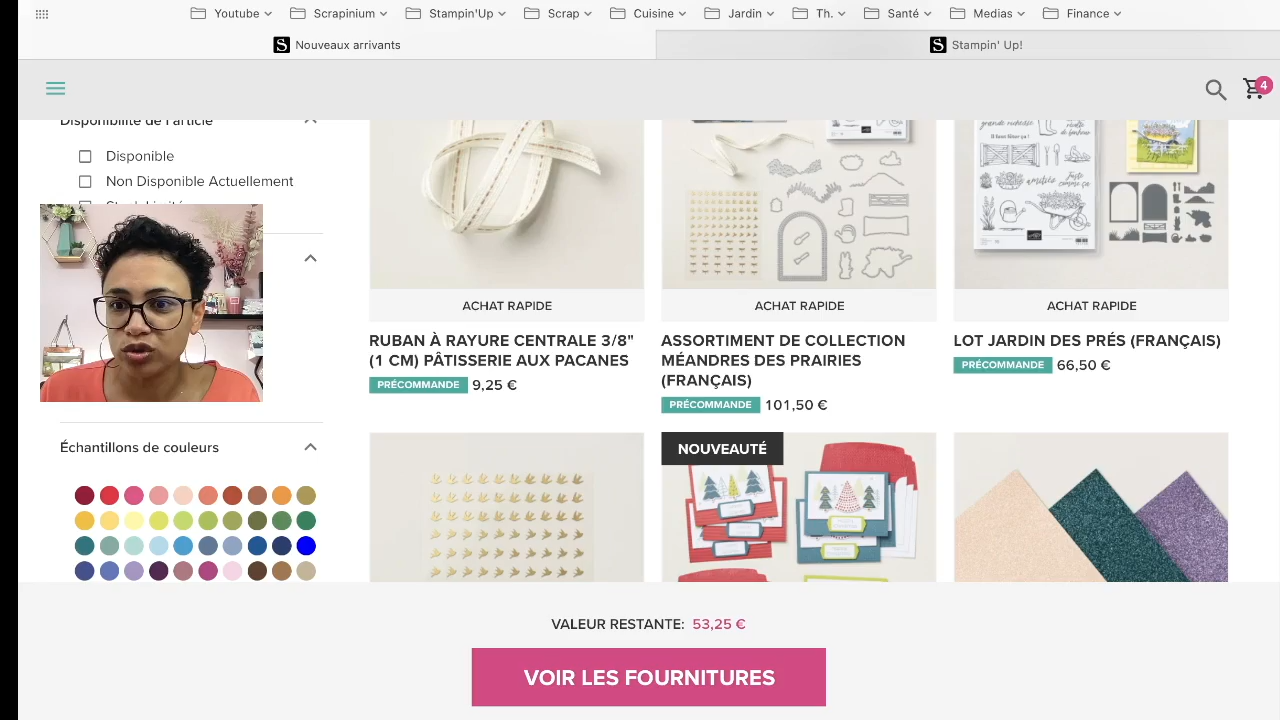 Youtube
Scrapinium
Stampin'Up
Scrap
Cuisine
Jardin
Th.
Santé
Medias
Finance
S Nouveaux arrivants
S Stampin' Up!
4
Disponibilité de l'article
Disponible
Non Disponible Actuellement
ACHAT RAPIDE
ACHAT RAPIDE
ACHAT RAPIDE
RUBAN À RAYURE CENTRALE 3/8"
(1 CM) PÂTISSERIE AUX PACANES
PRÉCOMMANDE 9,25 €
ASSORTIMENT DE COLLECTION
MÉANDRES DES PRAIRIES
(FRANÇAIS)
PRÉCOMMANDE 101,50 €
LOT JARDIN DES PRÉS (FRANÇAIS)
PRÉCOMMANDE 66,50 €
Échantillons de couleurs
NOUVEAUTÉ
VALEUR RESTANTE: 53,25 €
VOIR LES FOURNITURES